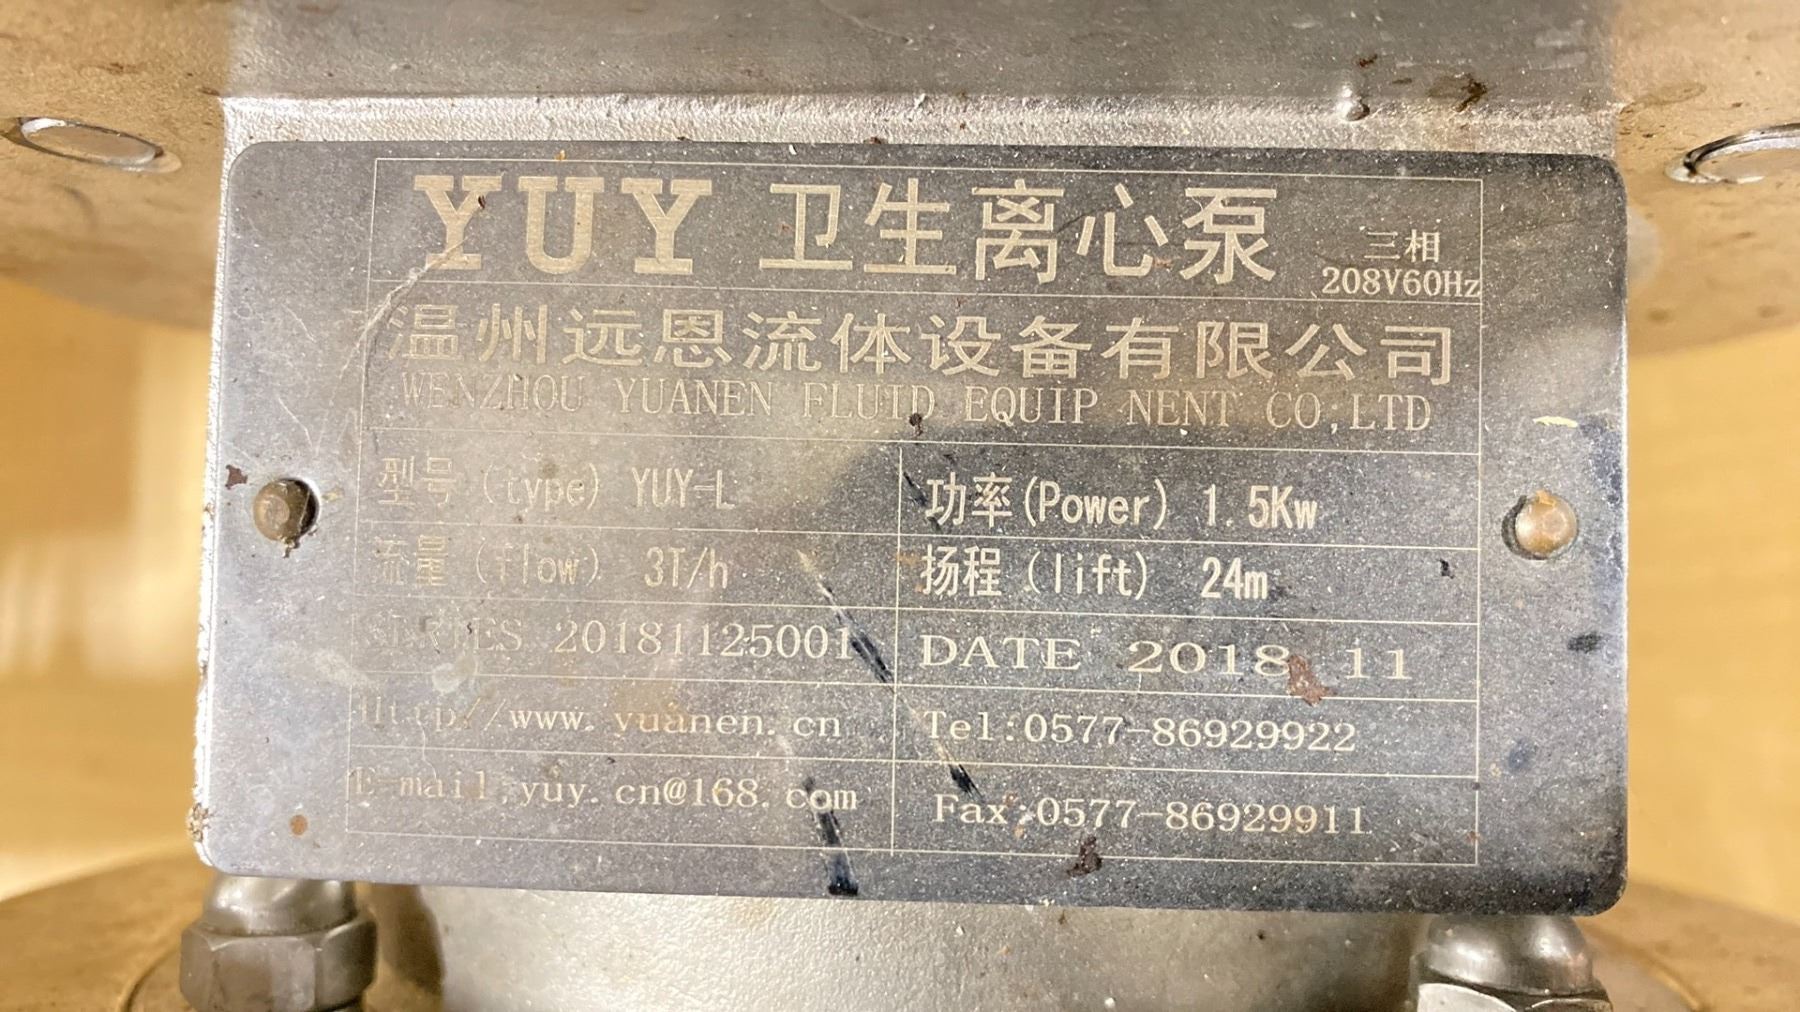 YUY 卫生离心泵 三相
208V60Hz
温州远恩流体设备有限公司
WENZHOU YUANEN FLUID EQUIP NENT CO,LTD
型号 (type) YUY-L 功率(Power) 1.5Kw
流量 (flow) 3T/h 扬程 (lift) 24m
SERIES 20181125001 DATE 2018 11
Http//www.yuanen.cn Tel:0577-86929922
E-mail,yuy.cn@168.com Fax:0577-86929911